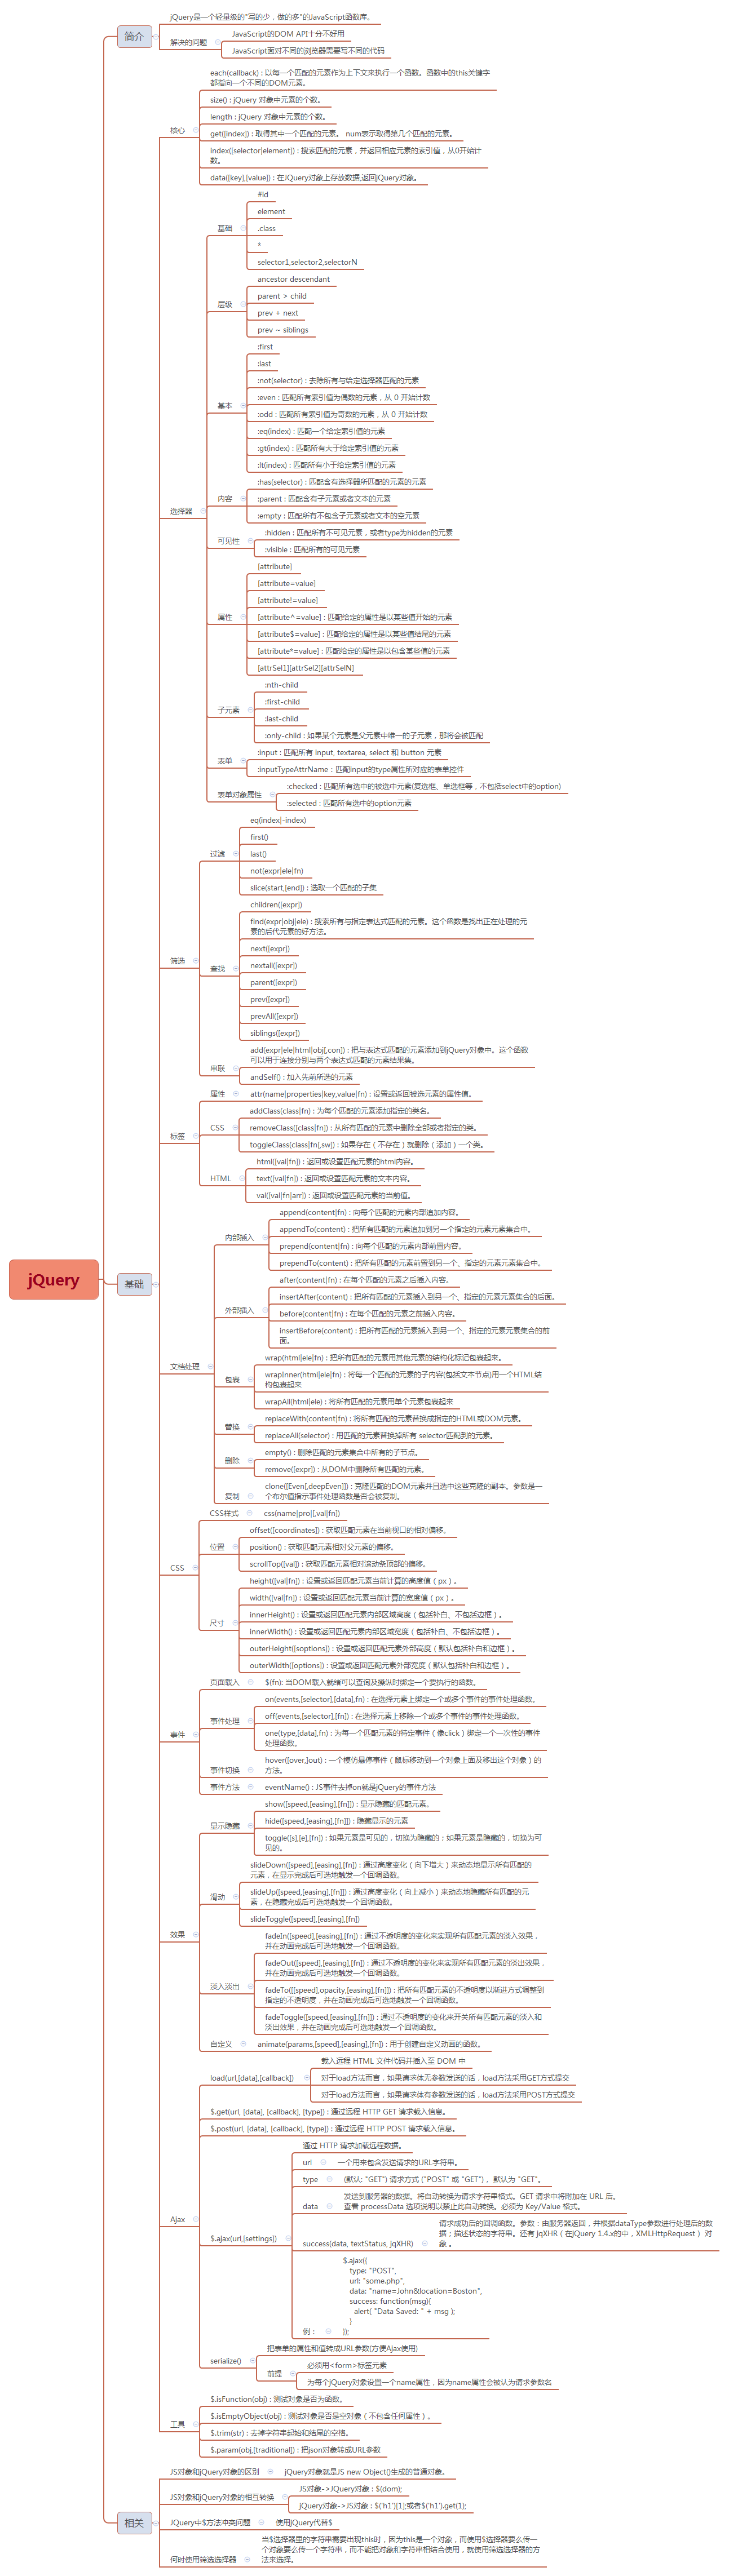 jQuery是一个轻量级的"写的少，做的多"的JavaScript函数库。
简介
JavaScript的DOM API十分不好用
解决的问题
JavaScript面对不同的浏览器需要写不同的代码
each(callback) : 以每一个匹配的元素作为上下文来执行一个函数。函数中的this关键字
都指向一个不同的DOM元素。
size() : jQuery 对象中元素的个数。
length : jQuery 对象中元素的个数。
核心
get([index]) : 取得其中一个匹配的元素。 num表示取得第几个匹配的元素。
index([selector|element]) : 搜索匹配的元素，并返回相应元素的索引值，从0开始计
数。
data([key],[value]) : 在JQuery对象上存放数据,返回jQuery对象。
#id
element
基础
.class
*
selector1,selector2,selectorN
ancestor descendant
层级
parent > child
prev + next
prev ~ siblings
:first
:last
:not(selector) : 去除所有与给定选择器匹配的元素
:even : 匹配所有索引值为偶数的元素，从 0 开始计数
基本
:odd : 匹配所有索引值为奇数的元素，从 0 开始计数
:eq(index) : 匹配一个给定索引值的元素
:gt(index) : 匹配所有大于给定索引值的元素
:lt(index) : 匹配所有小于给定索引值的元素
:has(selector) : 匹配含有选择器所匹配的元素的元素
内容
:parent : 匹配含有子元素或者文本的元素
选择器
:empty : 匹配所有不包含子元素或者文本的空元素
:hidden : 匹配所有不可见元素，或者type为hidden的元素
可见性
:visible : 匹配所有的可见元素
[attribute]
[attribute=value]
[attribute!=value]
属性
[attribute^=value] : 匹配给定的属性是以某些值开始的元素
[attribute$=value] : 匹配给定的属性是以某些值结尾的元素
[attribute*=value] : 匹配给定的属性是以包含某些值的元素
[attrSel1][attrSel2][attrSelN]
:nth-child
:first-child
子元素
:last-child
:only-child : 如果某个元素是父元素中唯一的子元素，那将会被匹配
:input : 匹配所有 input, textarea, select 和 button 元素
表单
:inputTypeAttrName : 匹配input的type属性所对应的表单控件
:checked : 匹配所有选中的被选中元素(复选框、单选框等，不包括select中的option)
表单对象属性
:selected : 匹配所有选中的option元素
eq(index|-index)
first()
过滤
last()
not(expr|ele|fn)
slice(start,[end]) : 选取一个匹配的子集
children([expr])
find(expr|obj|ele) : 搜索所有与指定表达式匹配的元素。这个函数是找出正在处理的元
素的后代元素的好方法。
next([expr])
筛选
nextall([expr])
查找
parent([expr])
prev([expr])
prevAll([expr])
siblings([expr])
add(expr|ele|html|obj[,con]) : 把与表达式匹配的元素添加到jQuery对象中。这个函数
可以用于连接分别与两个表达式匹配的元素结果集。
串联
andSelf() : 加入先前所选的元素
属性
attr(name|properties|key,value|fn) : 设置或返回被选元素的属性值。
addClass(class|fn) : 为每个匹配的元素添加指定的类名。
CSS
removeClass([class|fn]) : 从所有匹配的元素中删除全部或者指定的类。
标签
toggleClass(class|fn[,sw]) : 如果存在（不存在）就删除（添加）一个类。
html([val|fn]) : 返回或设置匹配元素的html内容。
HTML
text([val|fn]) : 返回或设置匹配元素的文本内容。
val([val|fn|arr]) : 返回或设置匹配元素的当前值。
append(content|fn) : 向每个匹配的元素内部追加内容。
appendTo(content) : 把所有匹配的元素追加到另一个指定的元素元素集合中。
内部插入
prepend(content|fn) : 向每个匹配的元素内部前置内容。
prependTo(content) : 把所有匹配的元素前置到另一个、指定的元素元素集合中。
jQuery
基础
after(content|fn) : 在每个匹配的元素之后插入内容。
insertAfter(content) : 把所有匹配的元素插入到另一个、指定的元素元素集合的后面。
外部插入
before(content|fn) : 在每个匹配的元素之前插入内容。
insertBefore(content) : 把所有匹配的元素插入到另一个、指定的元素元素集合的前
面。
wrap(html|ele|fn) : 把所有匹配的元素用其他元素的结构化标记包裹起来。
文档处理
包裹
wrapInner(html|ele|fn) : 将每一个匹配的元素的子内容(包括文本节点)用一个HTML结
构包裹起来
wrapAll(html|ele) : 将所有匹配的元素用单个元素包裹起来
replaceWith(content|fn) : 将所有匹配的元素替换成指定的HTML或DOM元素。
替换
replaceAll(selector) : 用匹配的元素替换掉所有 selector匹配到的元素。
empty() : 删除匹配的元素集合中所有的子节点。
删除
remove([expr]) : 从DOM中删除所有匹配的元素。
clone([Even[,deepEven]]) : 克隆匹配的DOM元素并且选中这些克隆的副本。参数是一
个布尔值指示事件处理函数是否会被复制。
复制
CSS样式
css(name|pro|[,val|fn])
offset([coordinates]) : 获取匹配元素在当前视口的相对偏移。
位置
position() : 获取匹配元素相对父元素的偏移。
scrollTop([val]) : 获取匹配元素相对滚动条顶部的偏移。
CSS
height([val|fn]) : 设置或返回匹配元素当前计算的高度值（px）。
width([val|fn]) : 设置或返回匹配元素当前计算的宽度值（px）。
innerHeight() : 设置或返回匹配元素内部区域高度（包括补白、不包括边框）。
尺寸
innerWidth() : 设置或返回匹配元素内部区域宽度（包括补白、不包括边框）。
outerHeight([soptions]) : 设置或返回匹配元素外部高度（默认包括补白和边框）。
outerWidth([options]) : 设置或返回匹配元素外部宽度（默认包括补白和边框）。
页面载入
$(fn): 当DOM载入就绪可以查询及操纵时绑定一个要执行的函数。
on(events,[selector],[data],fn) : 在选择元素上绑定一个或多个事件的事件处理函数。
事件处理
off(events,[selector],[fn]) : 在选择元素上移除一个或多个事件的事件处理函数。
事件
one(type,[data],fn) : 为每一个匹配元素的特定事件（像click）绑定一个一次性的事件
处理函数。
hover([over,]out) : 一个模仿悬停事件（鼠标移动到一个对象上面及移出这个对象）的
方法。
事件切换
事件方法
eventName() : JS事件去掉on就是jQuery的事件方法
show([speed,[easing],[fn]]) : 显示隐藏的匹配元素。
显示隐藏
hide([speed,[easing],[fn]]) : 隐藏显示的元素
toggle([s],[e],[fn]) : 如果元素是可见的，切换为隐藏的；如果元素是隐藏的，切换为可
见的。
slideDown([speed],[easing],[fn]) : 通过高度变化（向下增大）来动态地显示所有匹配的
元素，在显示完成后可选地触发一个回调函数。
滑动
slideUp([speed,[easing],[fn]]) : 通过高度变化（向上减小）来动态地隐藏所有匹配的元
素，在隐藏完成后可选地触发一个回调函数。
slideToggle([speed],[easing],[fn])
效果
fadeIn([speed],[easing],[fn]) : 通过不透明度的变化来实现所有匹配元素的淡入效果，
并在动画完成后可选地触发一个回调函数。
fadeOut([speed],[easing],[fn]) : 通过不透明度的变化来实现所有匹配元素的淡出效果，
并在动画完成后可选地触发一个回调函数。
淡入淡出
fadeTo([[speed],opacity,[easing],[fn]]) : 把所有匹配元素的不透明度以渐进方式调整到
指定的不透明度，并在动画完成后可选地触发一个回调函数。
fadeToggle([speed,[easing],[fn]]) : 通过不透明度的变化来开关所有匹配元素的淡入和
淡出效果，并在动画完成后可选地触发一个回调函数。
自定义
animate(params,[speed],[easing],[fn]) : 用于创建自定义动画的函数。
载入远程 HTML 文件代码并插入至 DOM 中
load(url,[data],[callback])
对于load方法而言，如果请求体无参数发送的话，load方法采用GET方式提交
对于load方法而言，如果请求体有参数发送的话，load方法采用POST方式提交
$.get(url, [data], [callback], [type]) : 通过远程 HTTP GET 请求载入信息。
$.post(url, [data], [callback], [type]) : 通过远程 HTTP POST 请求载入信息。
通过 HTTP 请求加载远程数据。
url
一个用来包含发送请求的URL字符串。
type
(默认: "GET") 请求方式 ("POST" 或 "GET")， 默认为 "GET"。
发送到服务器的数据。将自动转换为请求字符串格式。GET 请求中将附加在 URL 后。
data
查看 processData 选项说明以禁止此自动转换。必须为 Key/Value 格式。
Ajax
请求成功后的回调函数。参数：由服务器返回，并根据dataType参数进行处理后的数
据；描述状态的字符串。还有 jqXHR（在jQuery 1.4.x的中，XMLHttpRequest） 对
$.ajax(url,[settings])
success(data, textStatus, jqXHR)
象 。
$.ajax({
type: "POST",
url: "some.php",
data: "name=John&location=Boston",
success: function(msg){
alert( "Data Saved: " + msg );
}
例：
});
把表单的属性和值转成URL参数(方便Ajax使用)
serialize()
必须用<form>标签元素
前提
为每个jQuery对象设置一个name属性，因为name属性会被认为请求参数名
$.isFunction(obj) : 测试对象是否为函数。
$.isEmptyObject(obj) : 测试对象是否是空对象（不包含任何属性）。
工具
$.trim(str) : 去掉字符串起始和结尾的空格。
$.param(obj,[traditional]) : 把json对象转成URL参数
JS对象和jQuery对象的区别
jQuery对象就是JS new Object()生成的普通对象。
JS对象->JQuery对象 : $(dom);
JS对象和jQuery对象的相互转换
jQuery对象->JS对象 : $('h1')[1];或者$('h1').get(1);
相关
JQuery中$方法冲突问题
使用jQuery代替$
当$选择器里的字符串需要出现this时，因为this是一个对象，而使用$选择器要么传一
个对象要么传一个字符串，而不能把对象和字符串相结合使用，就使用筛选选择器的方
何时使用筛选选择器
法来选择。